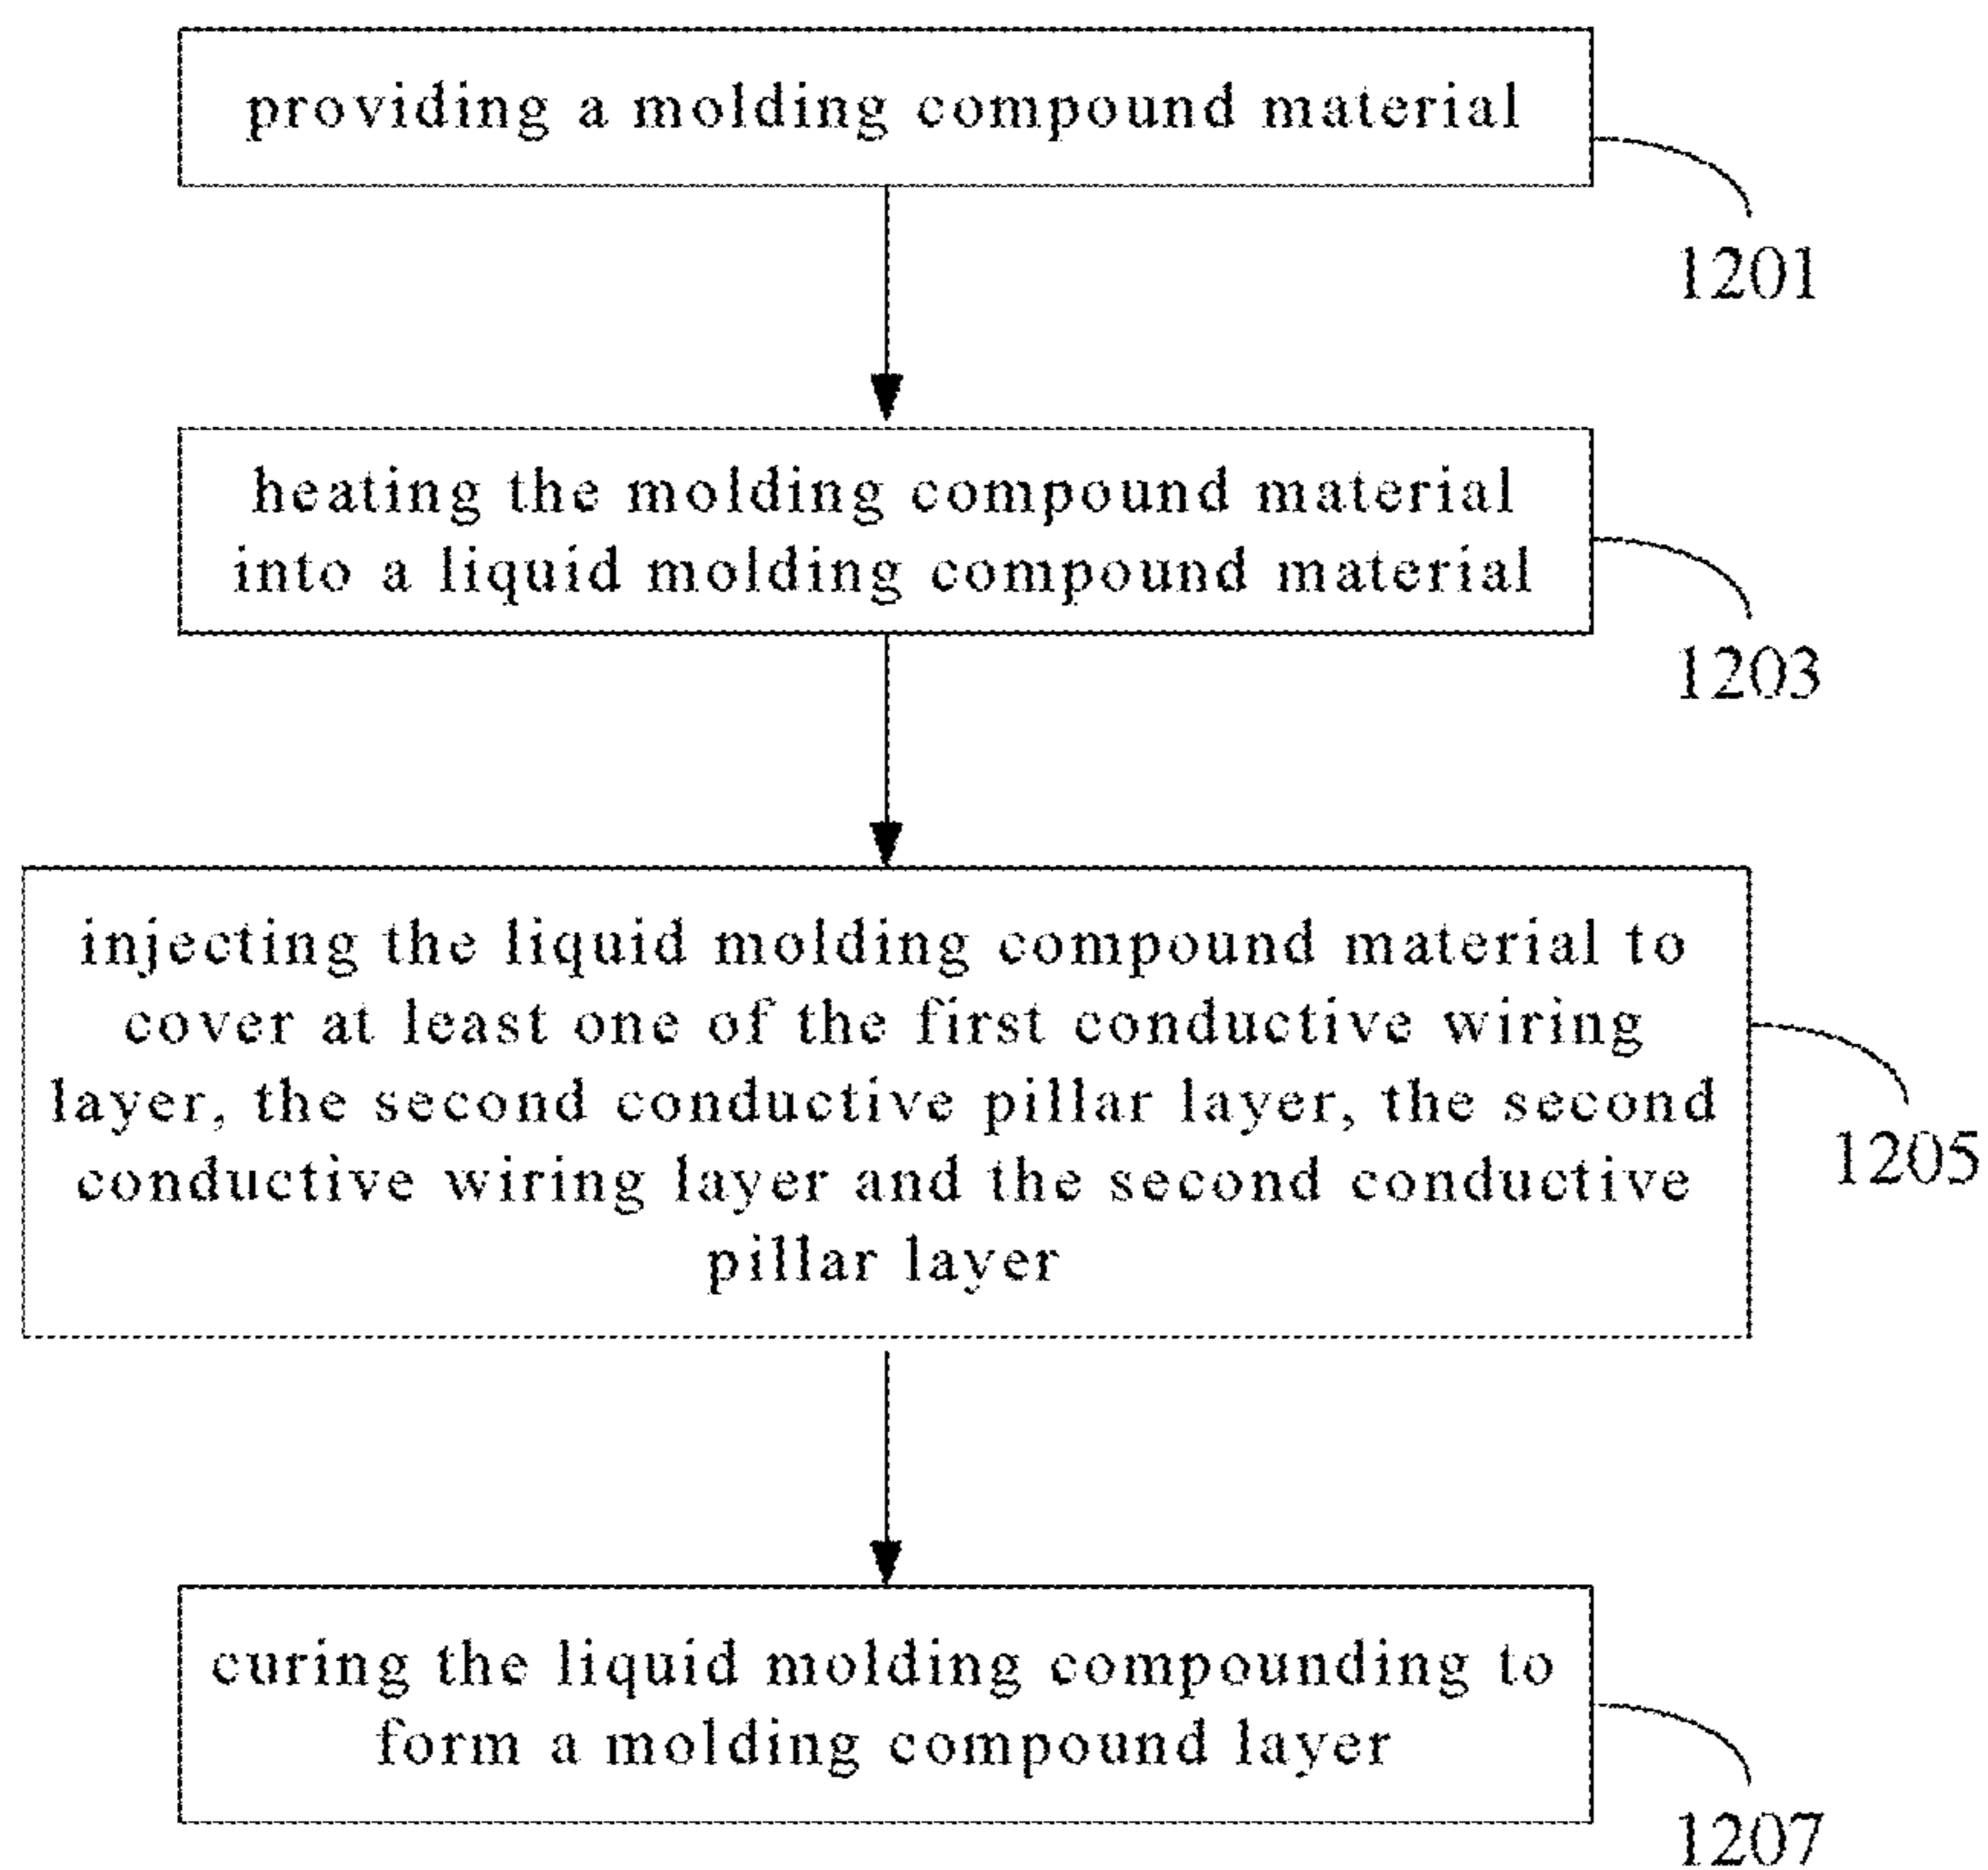 providing a molding compound material
1201
heating the molding compound material
into a liquid molding compound material
1203
injecting the liquid molding compound material to
cover at least one of the first conductive wiring
layer, the second conductive pillar layer, the second
conductive wiring layer and the second conductive
pillar layer
1205
curing the liquid molding compounding to
form a molding compound layer
1207